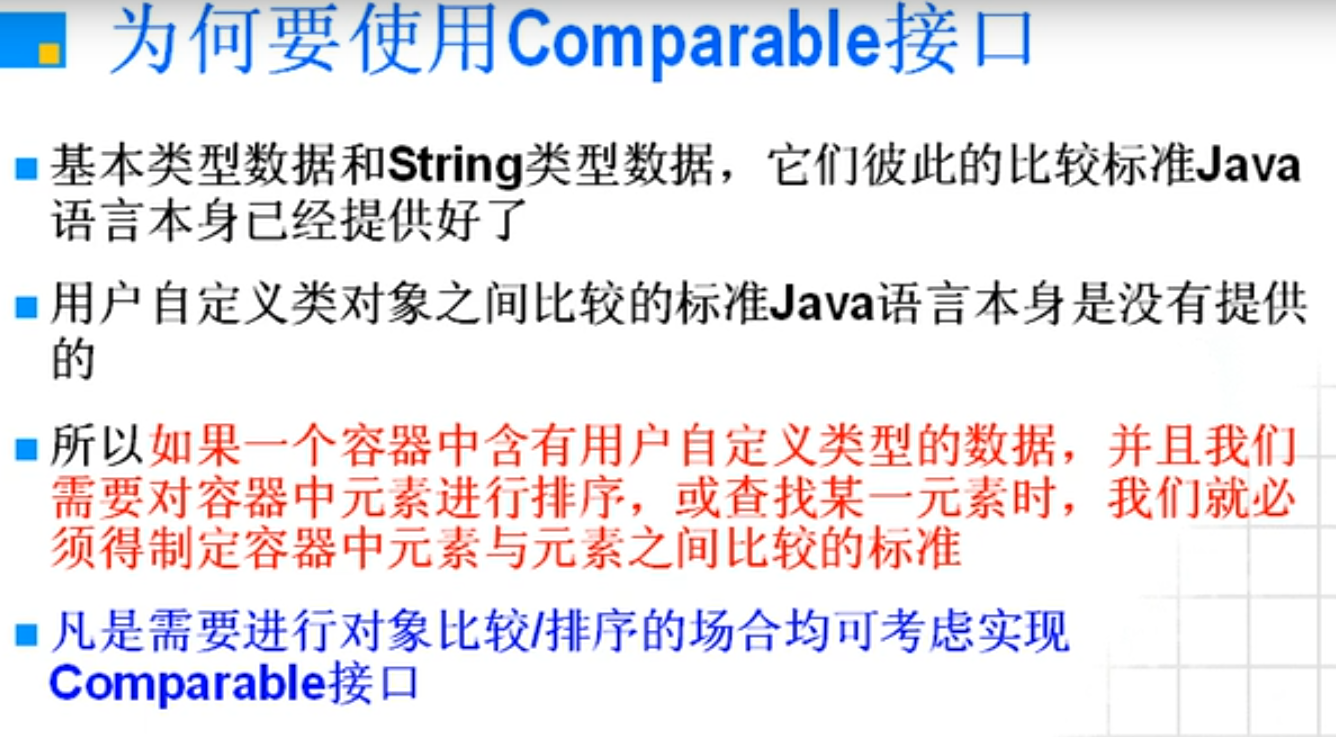 为何要使用Comparable接口
基本类型数据和String类型数据，它们彼此的比较标准Java
语言本身已经提供好了
用户自定义类对象之间比较的标准Java语言本身是没有提供
的
所以如果一个容器中含有用户自定义类型的数据，并且我们
需要对容器中元素进行排序，或查找某一元素时，我们就必
须得制定容器中元素与元素之间比较的标准
凡是需要进行对象比较/排序的场合均可考虑实现
Comparable接口